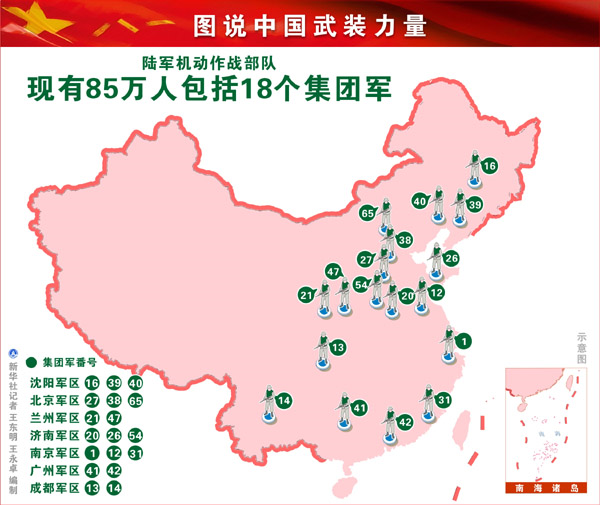 图说中国武装力量
陆军机动作战部队
现有85万人包括18个集团军
16
40
39
65
38
27
26
47
54
21
20
12
1
13
14
41
42
31
集团军番号
沈阳军区 16 39 40
北京军区 27 38 65
兰州军区 21 47
济南军区 20 26 54
南京军区 1 12 31
广州军区 41 42
成都军区 13 14
新华社记者 王东明 王永卓 编制
示意图
南海诸岛